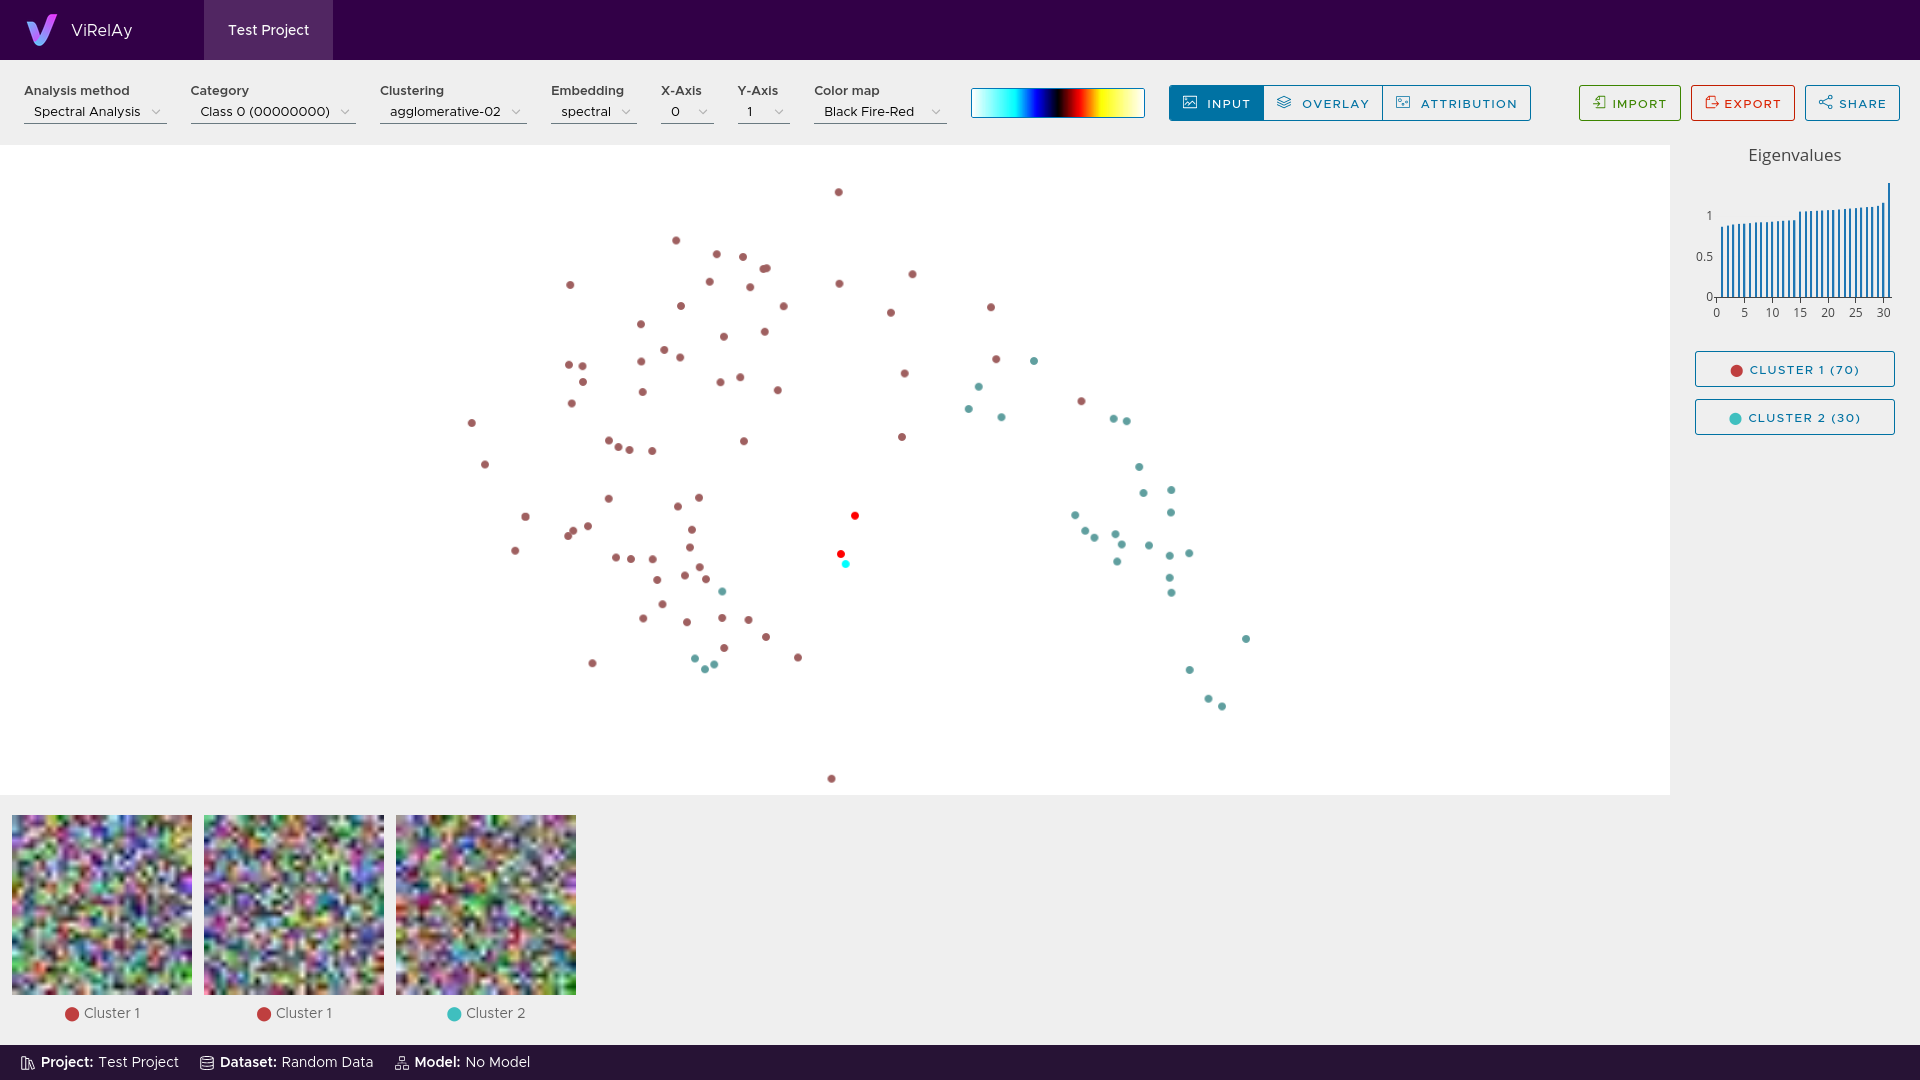 ViRelAy
Test Project
Analysis method
Category
Clustering
Embedding
X-Axis
Y-Axis
Color map
Spectral Analysis
Class 0 (00000000)
agglomerative-02
spectral
0
1
Black Fire-Red
INPUT
OVERLAY
ATTRIBUTION
IMPORT
EXPORT
SHARE
Eigenvalues
1
0.5
0
0 5 10 15 20 25 30
CLUSTER 1 (70)
CLUSTER 2 (30)
Cluster 1
Cluster 1
Cluster 2
Project: Test Project
Dataset: Random Data
Model: No Model